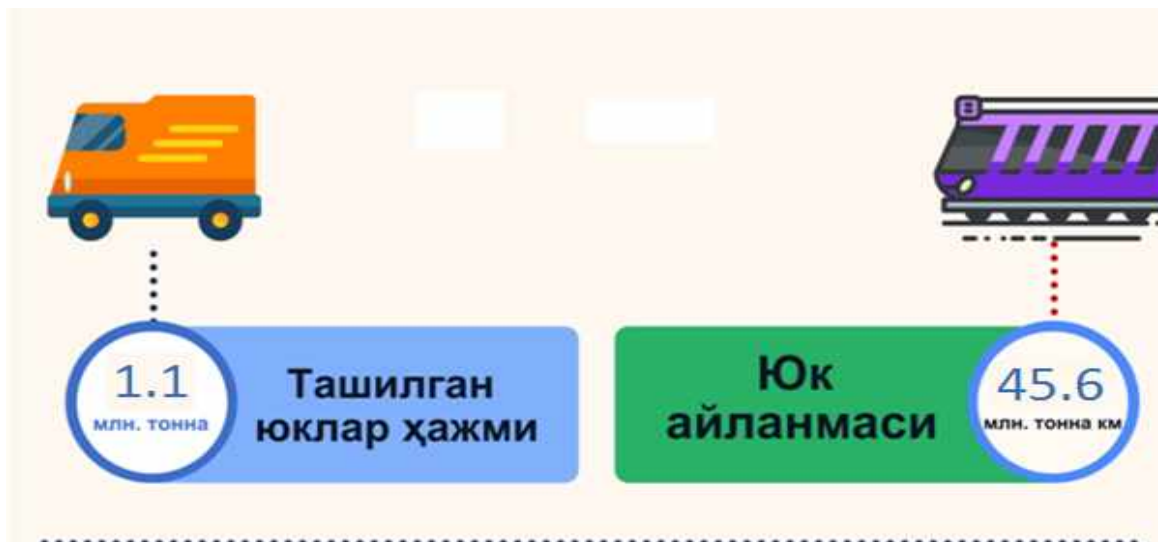 1.1
млн. тонна
Ташилган
юклар ҳажми
Юк
айланмаси
45.6
млн. тонна км